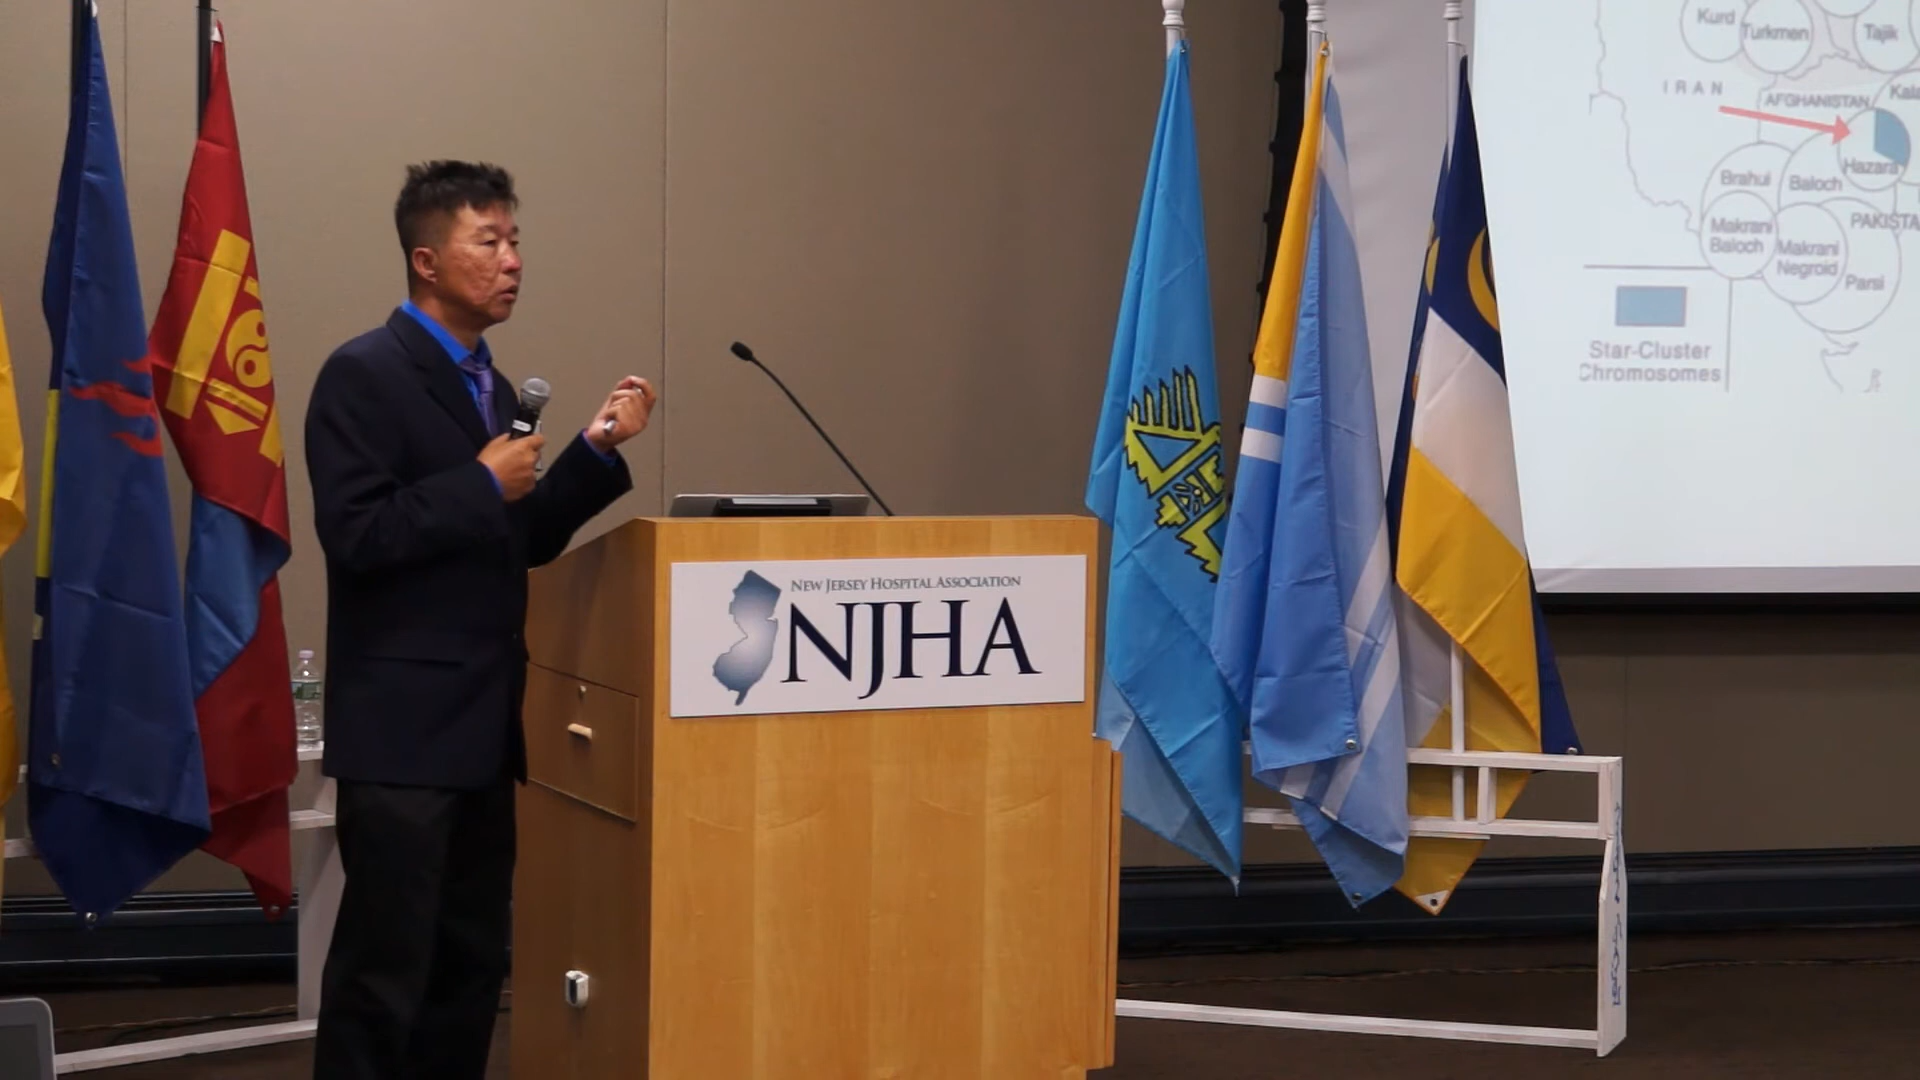 Kurd
Turkmen
Tajik
IRAN
AFGHANISTAN
Hazara
Brahui
Baloch
PAKISTA
Makrani
Baloch
Makrani
Negroid
Parsi
Star-Cluster
Chromosomes
NEW JERSEY HOSPITAL ASSOCIATION
NJHA